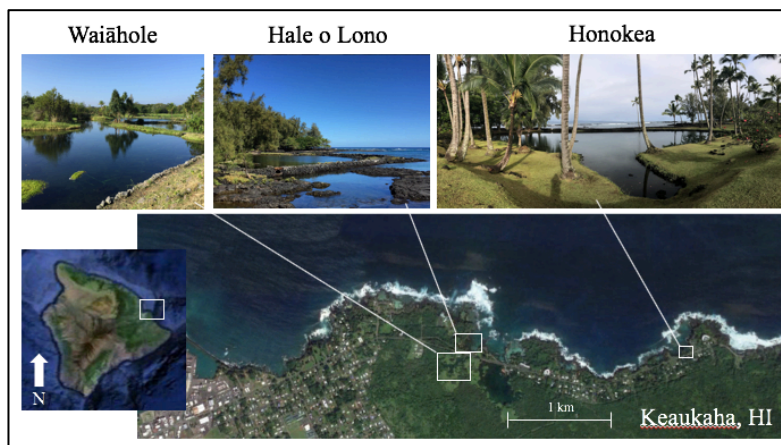 Waiāhole
Hale o Lono
Honokea
N
1 km
Keaukaha, HI